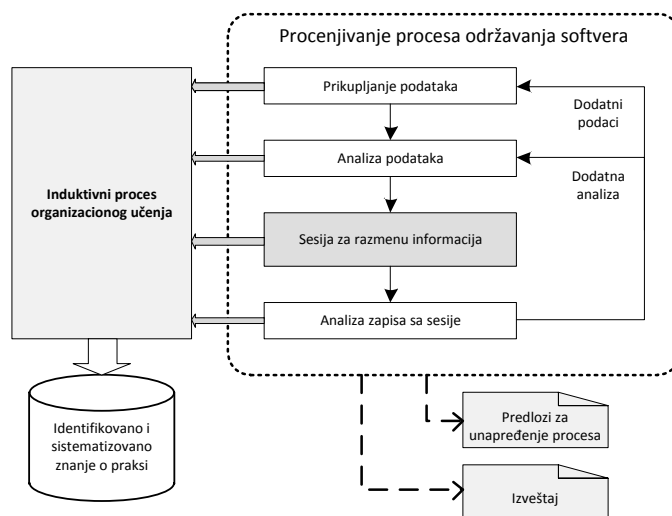 Procenjivanje procesa održavanja softvera
Prikupljanje podataka
Dodatni
podaci
Analiza podataka
Dodatna
analiza
Induktivni proces
organizacionog učenja
Sesija za razmenu informacija
Analiza zapisa sa sesije
Identifikovano i
sistematizovano
znanje o praksi
Predlozi za
unapređenje procesa
Izveštaj